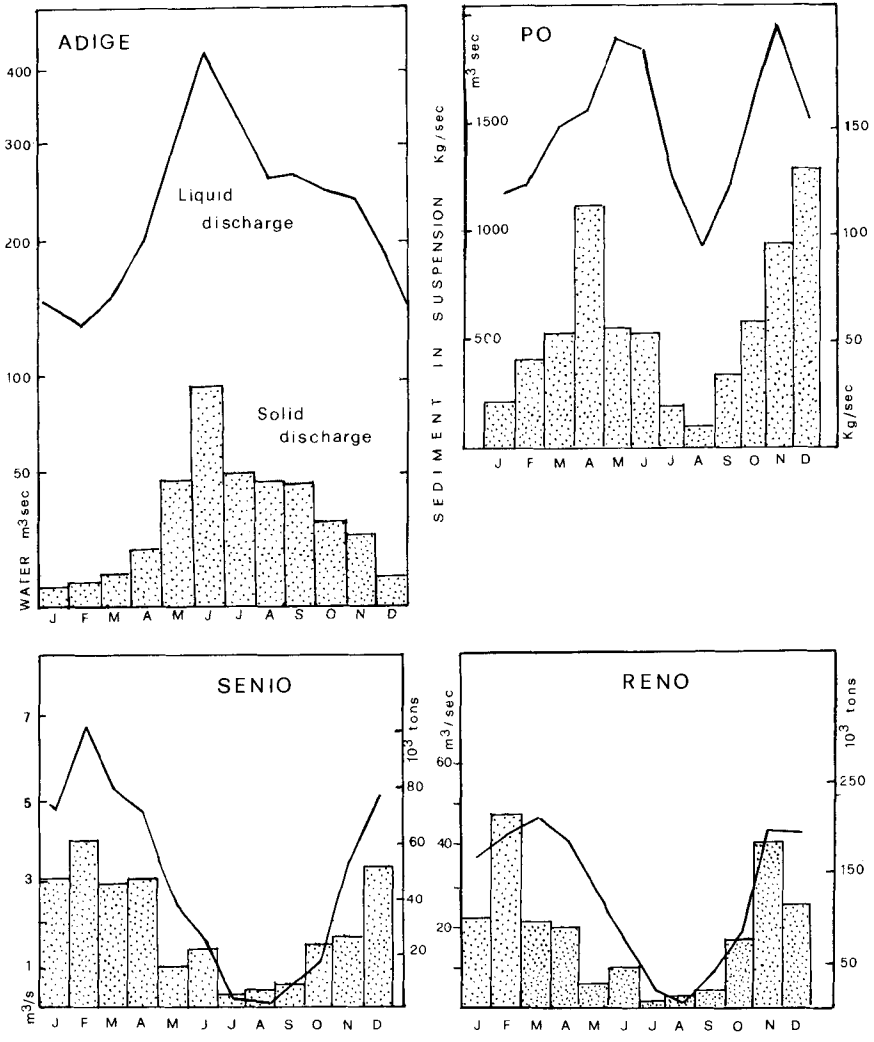 ADIGE
400
300
200
100
50
WATER m³sec
Liquid
discharge
Solid
discharge
J F M A M J J A S O N D
PO
m³ sec
1500
1000
500
SEDIMENT IN SUSPENSION Kg/sec
150
100
50
Kg/sec
J F M A M J J A S O N D
SENIO
7
5
3
1
m³/s
10³ tons
80
60
40
20
J F M A M J J A S O N D
RENO
m³/sec
60
40
20
10³ tons
250
150
50
J F M A M J J A S O N D